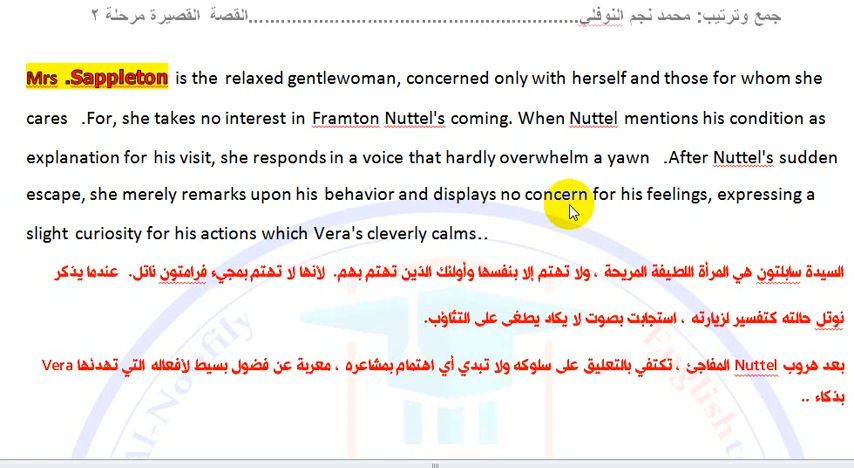 جمع وترتيب: محمد نجم النوفلي...............................................................القصة القصيرة مرحلة ٢
Mrs .Sappleton is the relaxed gentlewoman, concerned only with herself and those for whom she
cares .For, she takes no interest in Framton Nuttel's coming. When Nuttel mentions his condition as
explanation for his visit, she responds in a voice that hardly overwhelm a yawn .After Nuttel's sudden
escape, she merely remarks upon his behavior and displays no concern for his feelings, expressing a
slight curiosity for his actions which Vera's cleverly calms..
السيدة سابلتون هي المرأة اللطيفة المريحة ، ولا تهتم إلا بنفسها وأولئك الذين تهتم بهم. لأنها لا تهتم بمجيء فرامتون ناتل. عندما يذكر
نوتل حالته كتفسير لزيارته ، استجابت بصوت لا يكاد يطغى على التثاؤب.
بعد هروب Nuttel المفاجئ ، تكتفي بالتعليق على سلوكه ولا تبدي أي اهتمام بمشاعره ، معربة عن فضول بسيط لأفعاله التي تهدئها Vera
بذكاء ..
Al-Nowfily
English